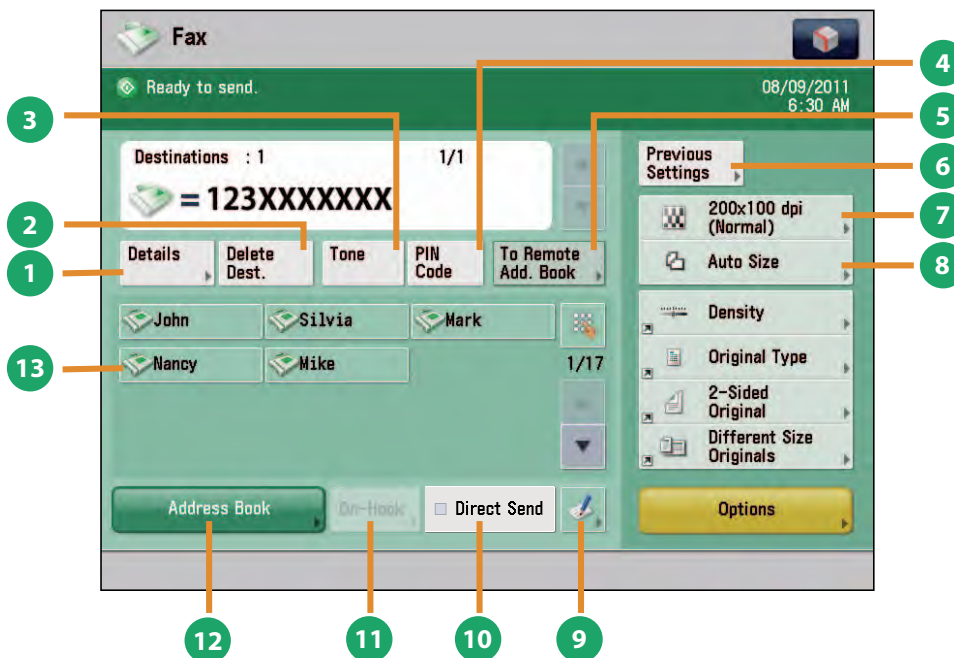 Fax
Ready to send.
08/09/2011
6:30 AM
4
3
5
Destinations : 1 1/1
Previous
Settings
6
= 123XXXXXXX
200x100 dpi
(Normal)
7
2
1
Details
Delete
Dest.
Tone
PIN
Code
To Remote
Add. Book
Auto Size
8
John
Silvia
Mark
Density
13
Nancy
Mike
1/17
Original Type
2-Sided
Original
Different Size
Originals
Address Book
On-Hook
Direct Send
Options
12
11
10
9